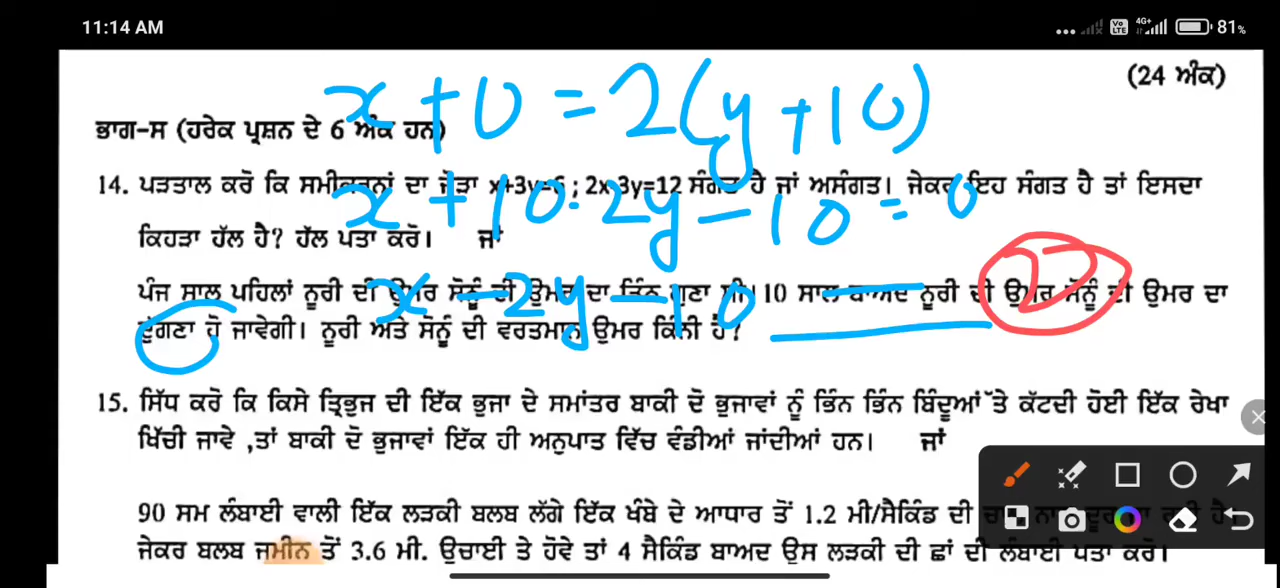 11:14 AM
Vo LTE 4G+ 81%
(24 ਅੰਕ)
x + 0 = 2(y + 10)
ਭਾਗ-ਸ (ਹਰੇਕ ਪ੍ਰਸ਼ਨ ਦੇ 6 ਅੰਕ ਹਨ)
14. ਪੜਤਾਲ ਕਰੋ ਕਿ ਸਮੀਕਰਨਾਂ ਦਾ ਜੋੜਾ x+3y=6 ; 2x-3y=12 ਸੰਗਤ ਹੈ ਜਾਂ ਅਸੰਗਤ। ਜੇਕਰ ਇਹ ਸੰਗਤ ਹੈ ਤਾਂ ਇਸਦਾ
x + 10 - 2y - 10 = 0
ਕਿਹੜਾ ਹੱਲ ਹੈ? ਹੱਲ ਪਤਾ ਕਰੋ। ਜਾਂ
ਪੰਜ ਸਾਲ ਪਹਿਲਾਂ ਨੂਰੀ ਦੀ ਉਮਰ ਸੋਨੂੰ ਦੀ ਉਮਰ ਦਾ ਤਿੰਨ ਗੁਣਾ ਸੀ। 10 ਸਾਲ ਬਾਅਦ ਨੂਰੀ ਦੀ ਉਮਰ ਸੋਨੂੰ ਦੀ ਉਮਰ ਦਾ
x - 2y - 10
ਦੁੱਗਣਾ ਹੋ ਜਾਵੇਗੀ। ਨੂਰੀ ਅਤੇ ਸੋਨੂੰ ਦੀ ਵਰਤਮਾਨ ਉਮਰ ਕਿੰਨੀ ਹੈ?
15. ਸਿੱਧ ਕਰੋ ਕਿ ਕਿਸੇ ਤ੍ਰਿਭੁਜ ਦੀ ਇੱਕ ਭੁਜਾ ਦੇ ਸਮਾਂਤਰ ਬਾਕੀ ਦੋ ਭੁਜਾਵਾਂ ਨੂੰ ਭਿੰਨ ਭਿੰਨ ਬਿੰਦੂਆਂ ਤੇ ਕੱਟਦੀ ਹੋਈ ਇੱਕ ਰੇਖਾ
ਖਿੱਚੀ ਜਾਵੇ ,ਤਾਂ ਬਾਕੀ ਦੋ ਭੁਜਾਵਾਂ ਇੱਕ ਹੀ ਅਨੁਪਾਤ ਵਿੱਚ ਵੰਡੀਆਂ ਜਾਂਦੀਆਂ ਹਨ। ਜਾਂ
90 ਸਮ ਲੰਬਾਈ ਵਾਲੀ ਇੱਕ ਲੜਕੀ ਬਲਬ ਲੱਗੇ ਇੱਕ ਖੰਬੇ ਦੇ ਆਧਾਰ ਤੋਂ 1.2 ਮੀ/ਸੈਕਿੰਡ ਦੀ
ਜੇਕਰ ਬਲਬ ਜ਼ਮੀਨ ਤੋਂ 3.6 ਮੀ. ਉਚਾਈ ਤੇ ਹੋਵੇ ਤਾਂ 4 ਸੈਕਿੰਡ ਬਾਅਦ ਉਸ ਲੜਕੀ ਦੀ ਛਾਂ ਦੀ ਲੰਬਾਈ ਪਤਾ ਕਰੋ।